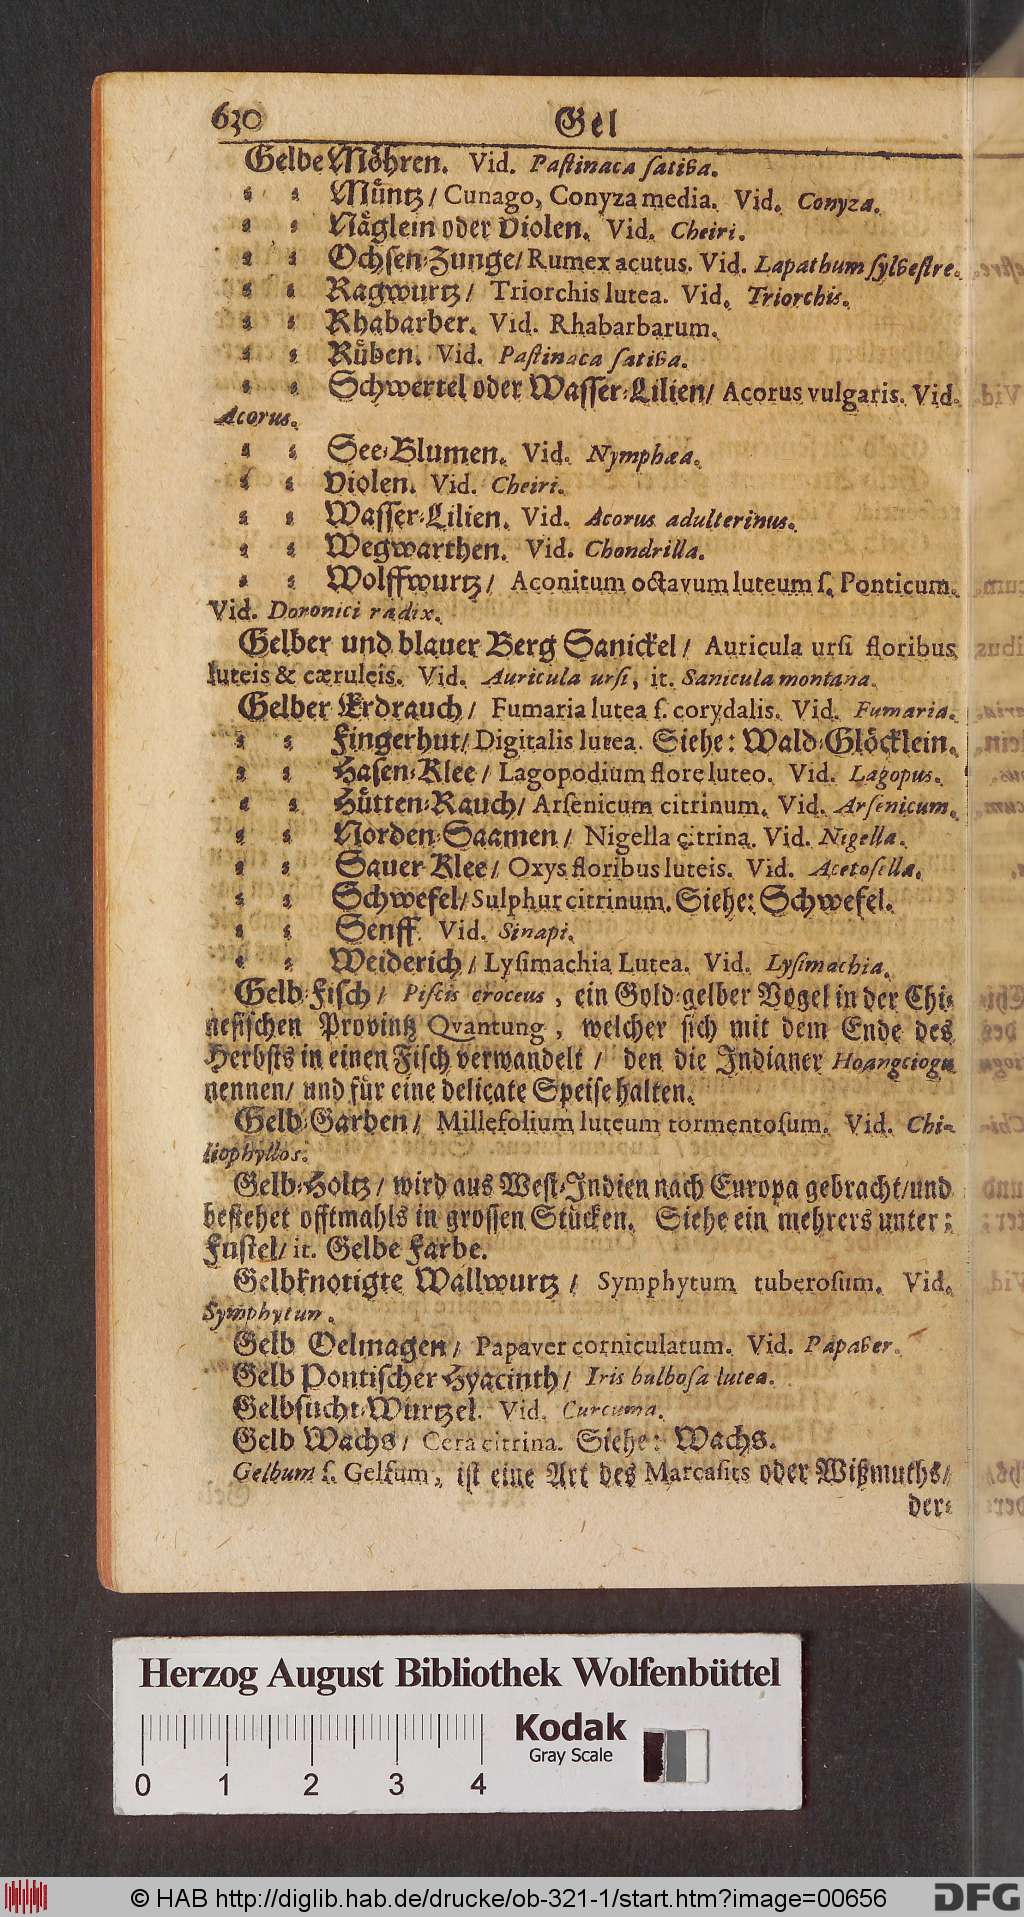 630 Gel
Gelbe Möhren. Vid. Pastinaca sativa.
⸗ ⸗ Müntz / Cunago, Conyza media. Vid. Conyza.
⸗ ⸗ Näglein oder Violen. Vid. Cheiri.
⸗ ⸗ Ochsen⸗Zunge/ Rumex acutus. Vid. Lapathum sylvestre.
⸗ ⸗ Ragwurtz / Triorchis lutea. Vid. Triorchis.
⸗ ⸗ Rhabarber. Vid. Rhabarbarum.
⸗ ⸗ Rüben. Vid. Pastinaca sativa.
⸗ ⸗ Schwertel oder Wasser⸗Lilien/ Acorus vulgaris. Vid.
Acorus.
⸗ ⸗ See⸗Blumen. Vid. Nymphæa.
⸗ ⸗ Violen. Vid. Cheiri.
⸗ ⸗ Wasser⸗Lilien. Vid. Acorus adulterinus.
⸗ ⸗ Wegwarthen. Vid. Chondrilla.
⸗ ⸗ Wolffwurtz / Aconitum octavum luteum s. Ponticum.
Vid. Doronici radix.
Gelber und blauer Berg Sanickel / Auricula ursi floribus
luteis & cæruleis. Vid. Auricula ursi, it. Sanicula montana.
Gelber Erdrauch / Fumaria lutea s. corydalis. Vid. Fumaria.
⸗ ⸗ Fingerhut/ Digitalis lutea. Siehe: Wald⸗Glöcklein.
⸗ ⸗ Hasen⸗Klee / Lagopodium flore luteo. Vid. Lagopus.
⸗ ⸗ Hütten⸗Rauch/ Arsenicum citrinum. Vid. Arsenicum.
⸗ ⸗ Norden⸗Saamen / Nigella citrina. Vid. Nigella.
⸗ ⸗ Sauer Klee/ Oxys floribus luteis. Vid. Acetosella.
⸗ ⸗ Schwefel/ Sulphur citrinum. Siehe: Schwefel.
⸗ ⸗ Senff. Vid. Sinapi.
⸗ ⸗ Weiderich / Lysimachia Lutea. Vid. Lysimachia.
Gelb⸗Fisch / Piscis croceus, ein Gold⸗gelber Vogel in der Chi⸗
nesischen Provintz Qvantung, welcher sich mit dem Ende des
Herbsts in einen Fisch verwandelt / den die Indianer Hoangciogu
nennen/ und für eine delicate Speise halten.
Gelb⸗Garben / Millefolium luteum tormentosum. Vid. Chi-
liophyllos.
Gelb⸗Holtz / wird aus West⸗Indien nach Europa gebracht/und
bestehet offtmahls in grossen Stücken. Siehe ein mehrers unter:
Fustel/ it. Gelbe Farbe.
Gelbknotigte Wallwurtz / Symphytum tuberosum. Vid.
Symphytun.
Gelb Oelmagen / Papaver corniculatum. Vid. Papaver.
Gelb Pontischer Hyacinth / Iris bulbosa lutea.
Gelbsucht⸗Wurtzel. Vid. Curcuma.
Gelb Wachs / Cera citrina. Siehe: Wachs.
Gelbum s. Gelfum, ist eine Art des Marcasits oder Wißmuths/
der⸗
Herzog August Bibliothek Wolfenbüttel
Kodak
Gray Scale
0 1 2 3 4
© HAB http://diglib.hab.de/drucke/ob-321-1/start.htm?image=00656
DFG